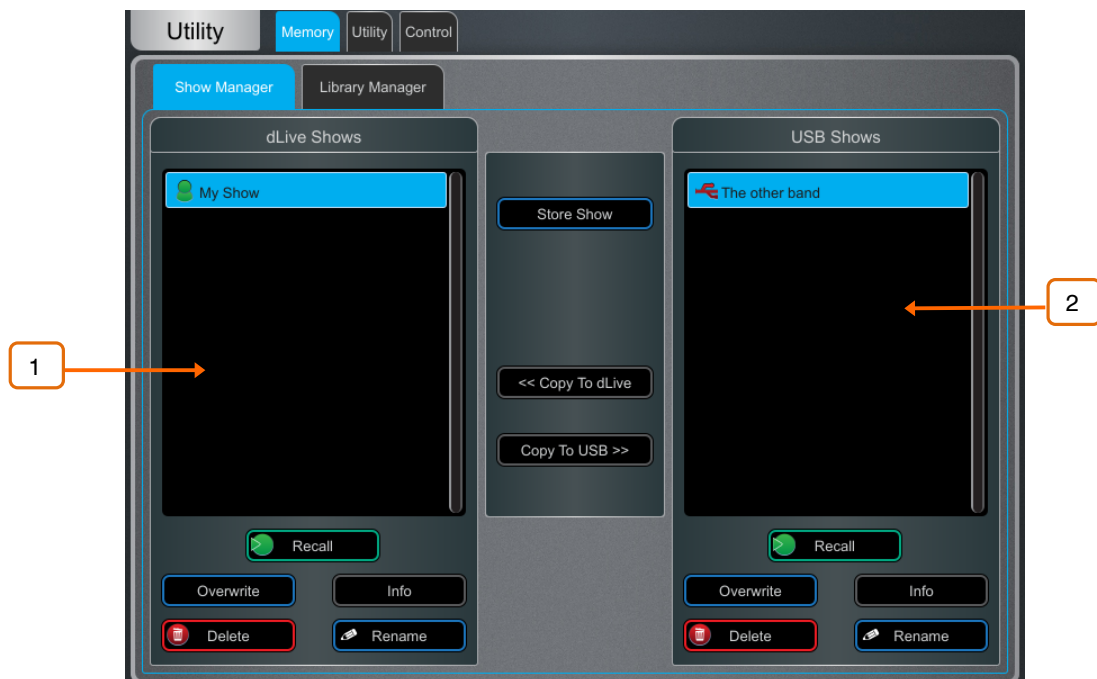 Utility
Memory
Utility
Control
Show Manager
Library Manager
dLive Shows
USB Shows
My Show
The other band
Store Show
2
1
<< Copy To dLive
Copy To USB >>
Recall
Recall
Overwrite
Info
Overwrite
Info
Delete
Rename
Delete
Rename